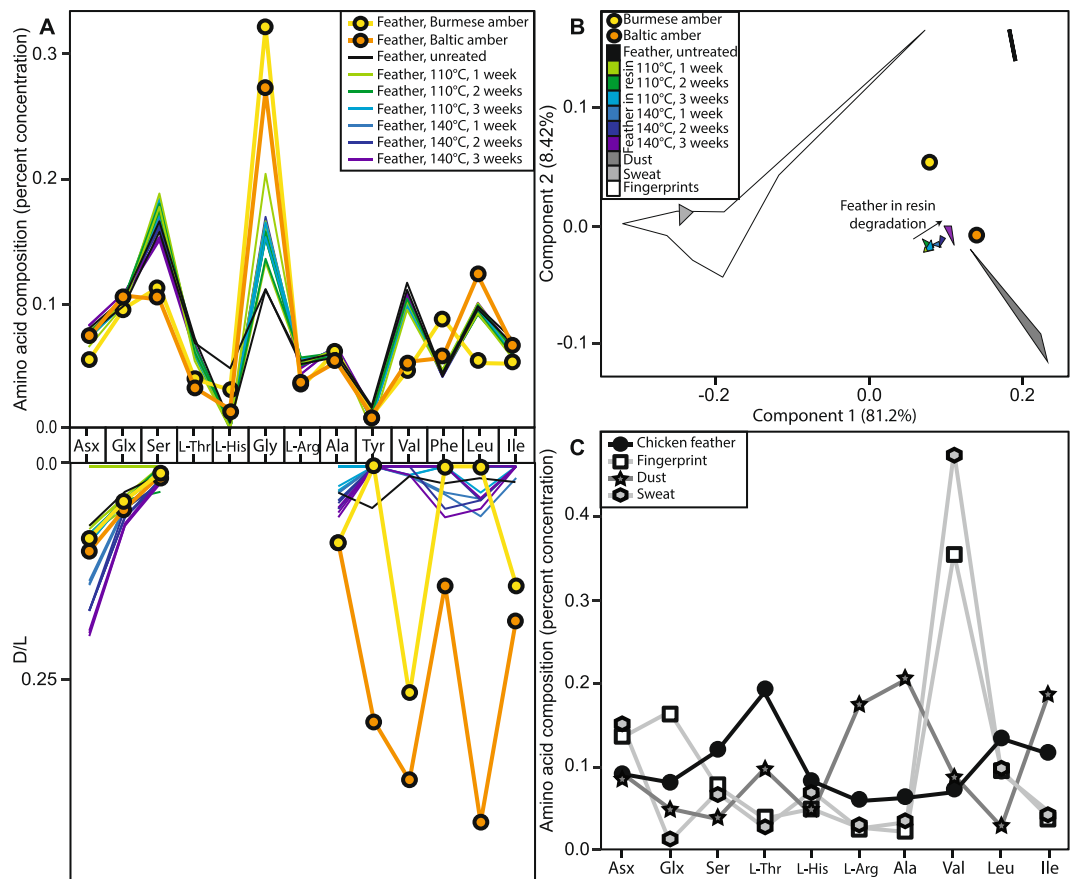 A
Feather, Burmese amber
Feather, Baltic amber
Feather, untreated
Feather, 110°C, 1 week
Feather, 110°C, 2 weeks
Feather, 110°C, 3 weeks
Feather, 140°C, 1 week
Feather, 140°C, 2 weeks
Feather, 140°C, 3 weeks
Amino acid composition (percent concentration)
0.3
0.2
0.1
0.0
Asx Glx Ser L-Thr L-His Gly L-Arg Ala Tyr Val Phe Leu Ile
0.0
0.25
D/L
B
Burmese amber
Baltic amber
Feather, untreated
110°C, 1 week
110°C, 2 weeks
110°C, 3 weeks
140°C, 1 week
140°C, 2 weeks
140°C, 3 weeks
Dust
Sweat
Fingerprints
Feather in resin
Feather in resin
degradation
Component 2 (8.42%)
0.1
0.0
-0.1
-0.2 0.0 0.2
Component 1 (81.2%)
C
Chicken feather
Fingerprint
Dust
Sweat
Amino acid composition (percent concentration)
0.4
0.3
0.2
0.1
0.0
Asx Glx Ser L-Thr L-His L-Arg Ala Val Leu Ile